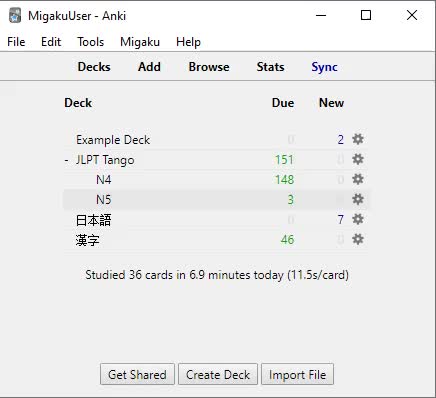 MigakuUser - Anki
File Edit Tools Migaku Help
Decks Add Browse Stats Sync
Deck Due New
Example Deck 0 2
- JLPT Tango 151 0
N4 148 0
N5 3 0
日本語 0 7
漢字 46 0
Studied 36 cards in 6.9 minutes today (11.5s/card)
Get Shared Create Deck Import File